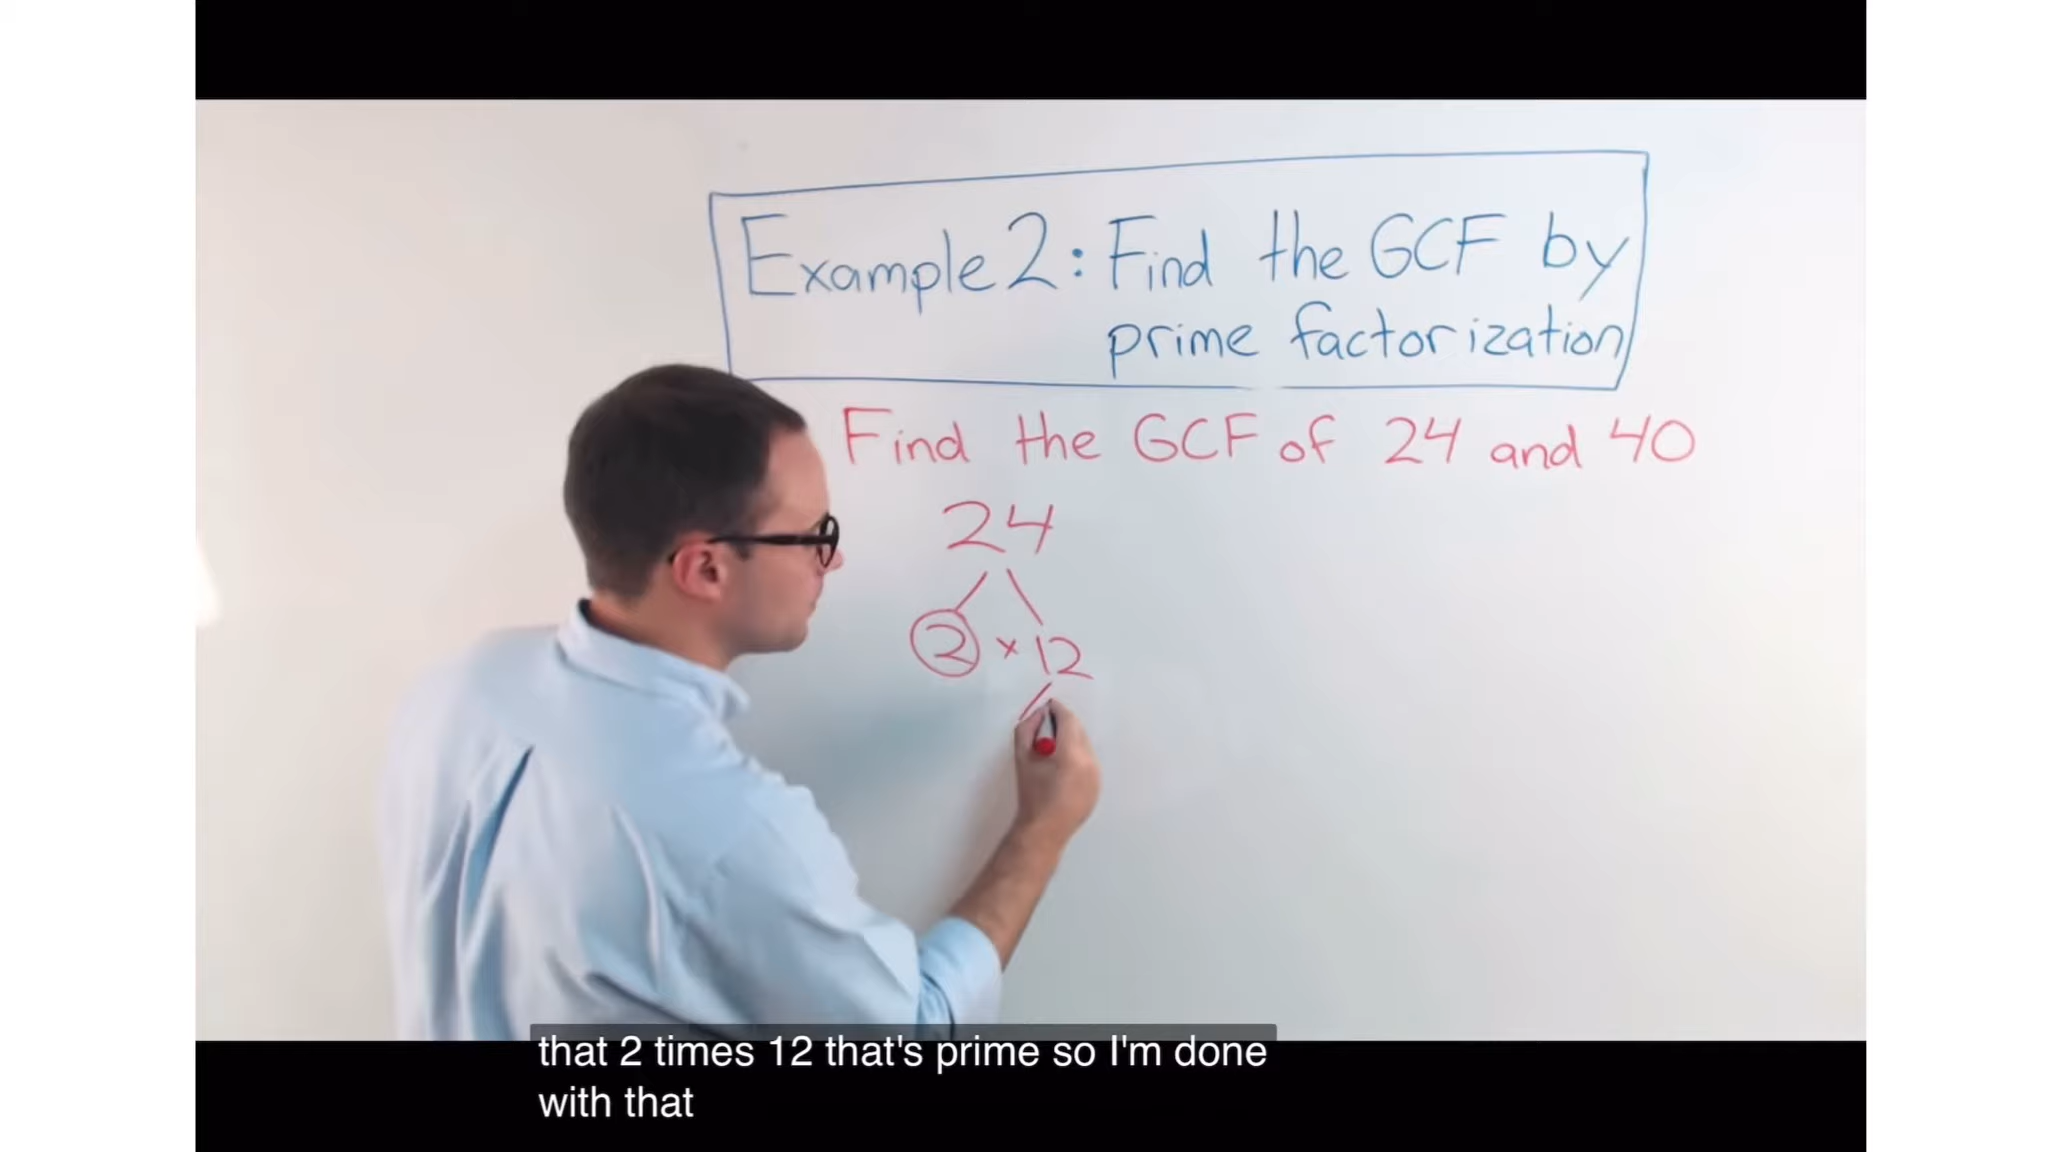 Example 2: Find the GCF by
prime factorization
Find the GCF of 24 and 40
24
2 × 12
that 2 times 12 that's prime so I'm done
with that